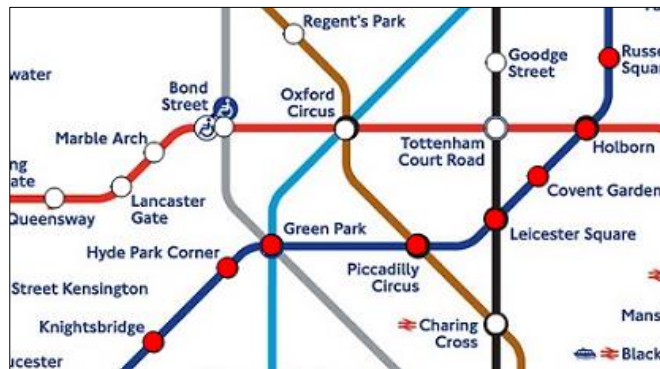 Regent's Park
Goodge
Street
Russe
Squar
water
Bond
Street
Oxford
Circus
Marble Arch
Tottenham
Court Road
Holborn
ng
ate
Covent Garden
Queensway
Lancaster
Gate
Green Park
Leicester Square
Hyde Park Corner
Piccadilly
Circus
Street Kensington
Charing
Cross
Mans
Knightsbridge
Black
ucester